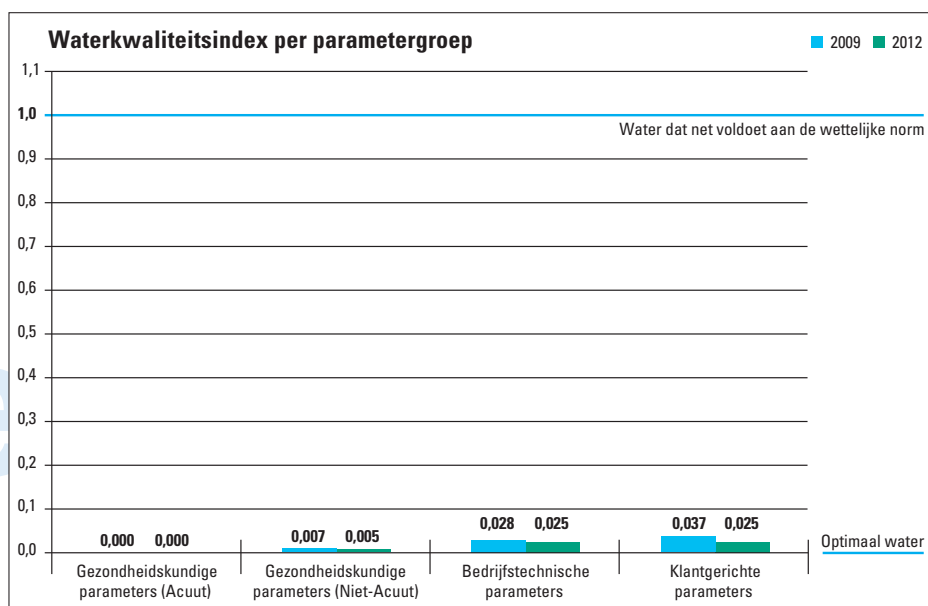 Waterkwaliteitsindex per parametergroep
2009 2012
1,1
1,0
Water dat net voldoet aan de wettelijke norm
0,9
0,8
0,7
0,6
0,5
0,4
0,3
0,2
0,1
0,000 0,000 0,007 0,005 0,028 0,025 0,037 0,025
0,0
Optimaal water
Gezondheidskundige
parameters (Acuut)
Gezondheidskundige
parameters (Niet-Acuut)
Bedrijfstechnische
parameters
Klantgerichte
parameters